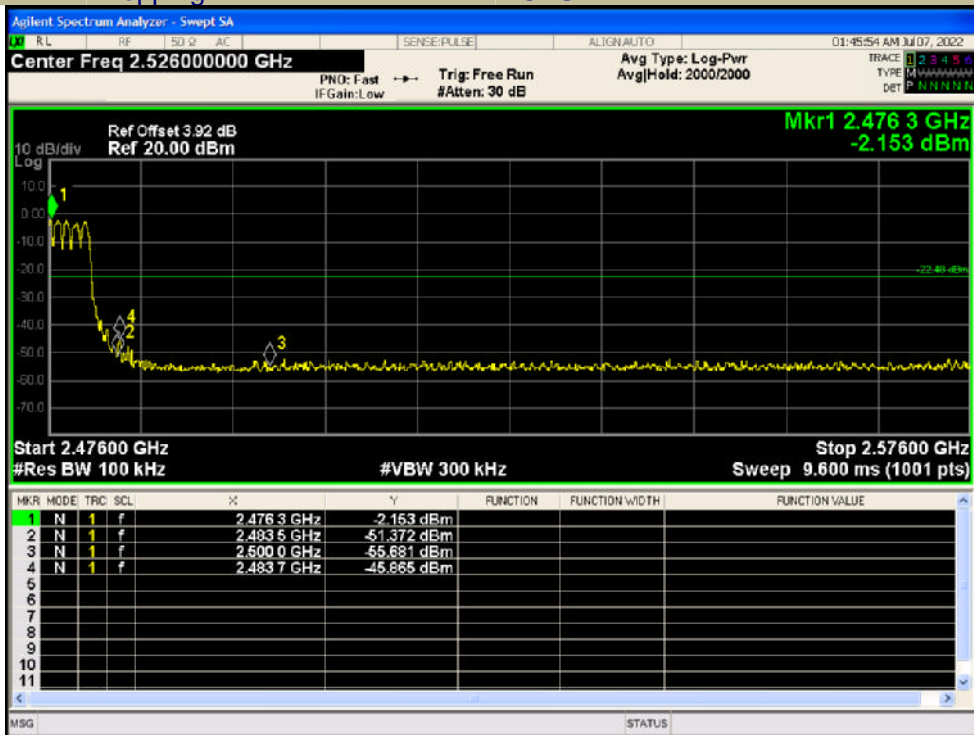 Agilent Spectrum Analyzer - Swept SA
RL RF 50 Ω AC SENSE:PULSE ALIGNAUTO 01:45:54 AM Jul 07, 2022
Center Freq 2.526000000 GHz
PNO: Fast
IFGain:Low
Trig: Free Run
#Atten: 30 dB
Avg Type: Log-Pwr
Avg|Hold: 2000/2000
TRACE 1 2 3 4 5 6
TYPE M
DET P N N N N N
Mkr1 2.476 3 GHz
-2.153 dBm
Ref Offset 3.92 dB
10 dB/div Ref 20.00 dBm
Log
10.0
1
0.00
-10.0
-20.0
-22.48 dBm
-30.0
-40.0
4
2
3
-50.0
-60.0
-70.0
Start 2.47600 GHz Stop 2.57600 GHz
#Res BW 100 kHz #VBW 300 kHz Sweep 9.600 ms (1001 pts)
MKR MODE TRC SCL X Y FUNCTION FUNCTION WIDTH FUNCTION VALUE
1 N 1 f 2.476 3 GHz -2.153 dBm
2 N 1 f 2.483 5 GHz -51.372 dBm
3 N 1 f 2.500 0 GHz -55.681 dBm
4 N 1 f 2.483 7 GHz -45.865 dBm
5
6
7
8
9
10
11
MSG STATUS